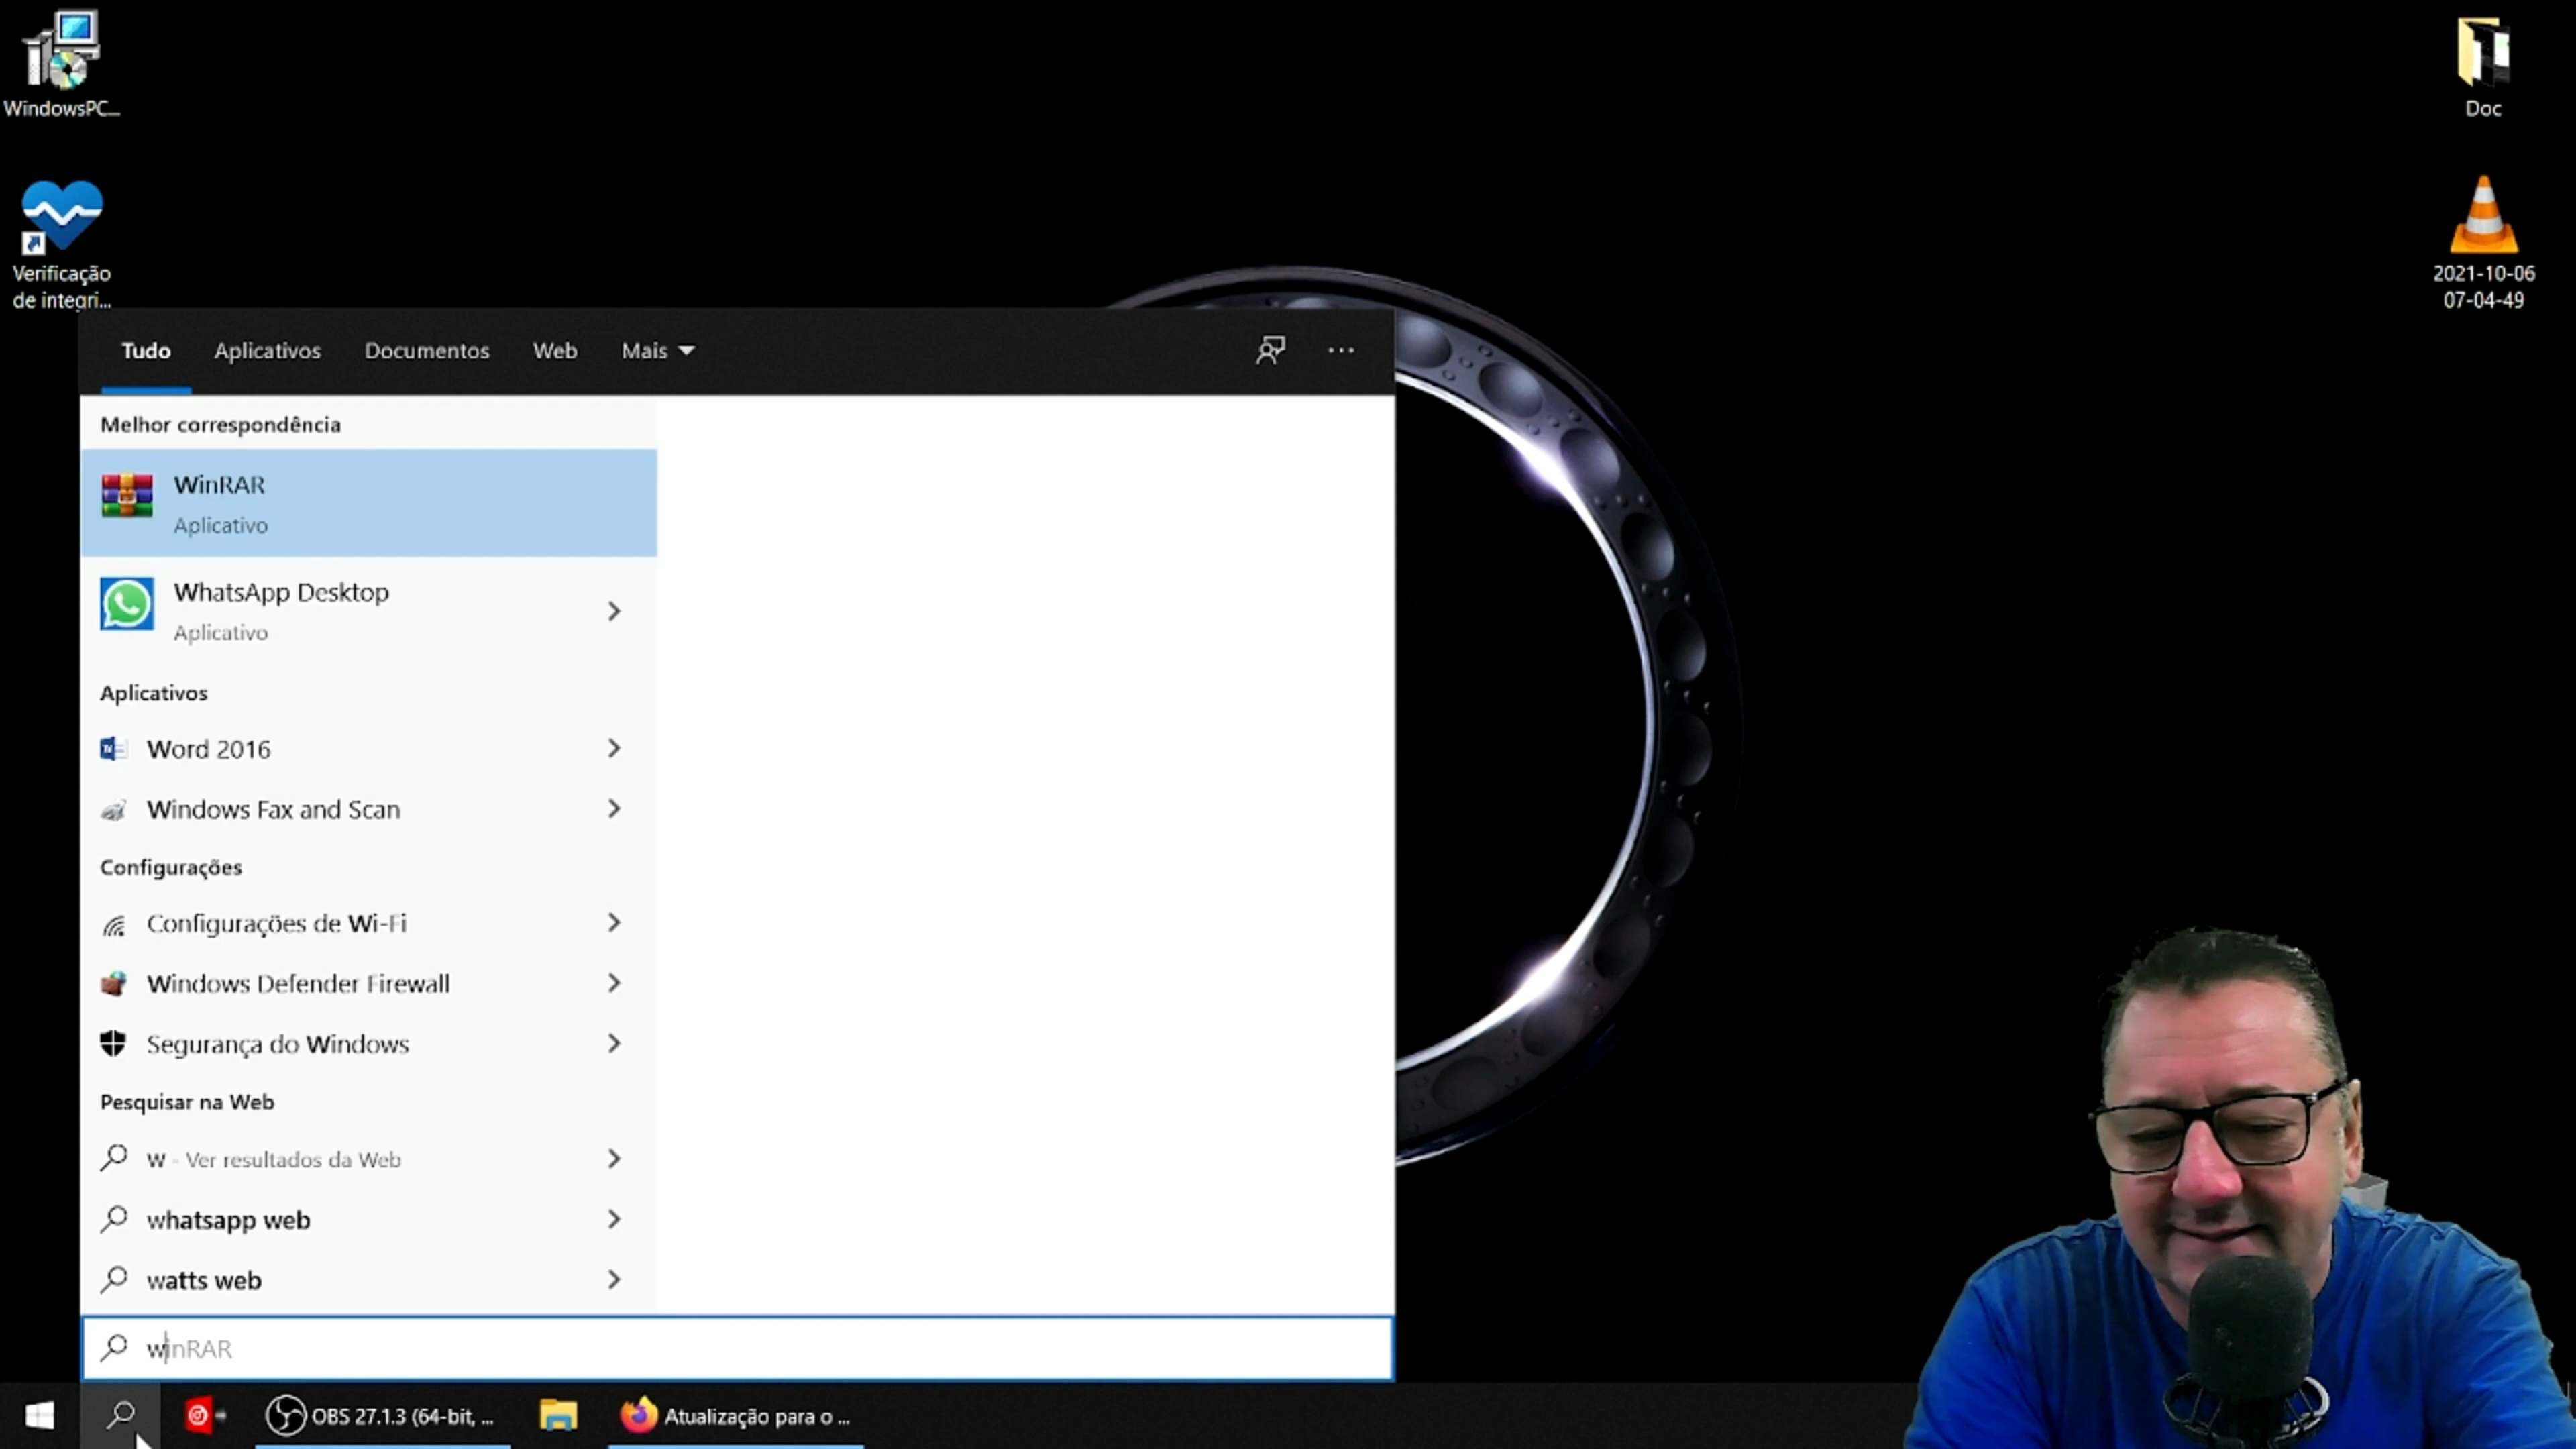 WindowsPC...
Verificação
de integri...
Doc
2021-10-06
07-04-49
Tudo
Aplicativos
Documentos
Web
Mais
Melhor correspondência
WinRAR
Aplicativo
WhatsApp Desktop
Aplicativo
Aplicativos
Word 2016
Windows Fax and Scan
Configurações
Configurações de Wi-Fi
Windows Defender Firewall
Segurança do Windows
Pesquisar na Web
w - Ver resultados da Web
whatsapp web
watts web
winRAR
OBS 27.1.3 (64-bit, ...
Atualização para o ...